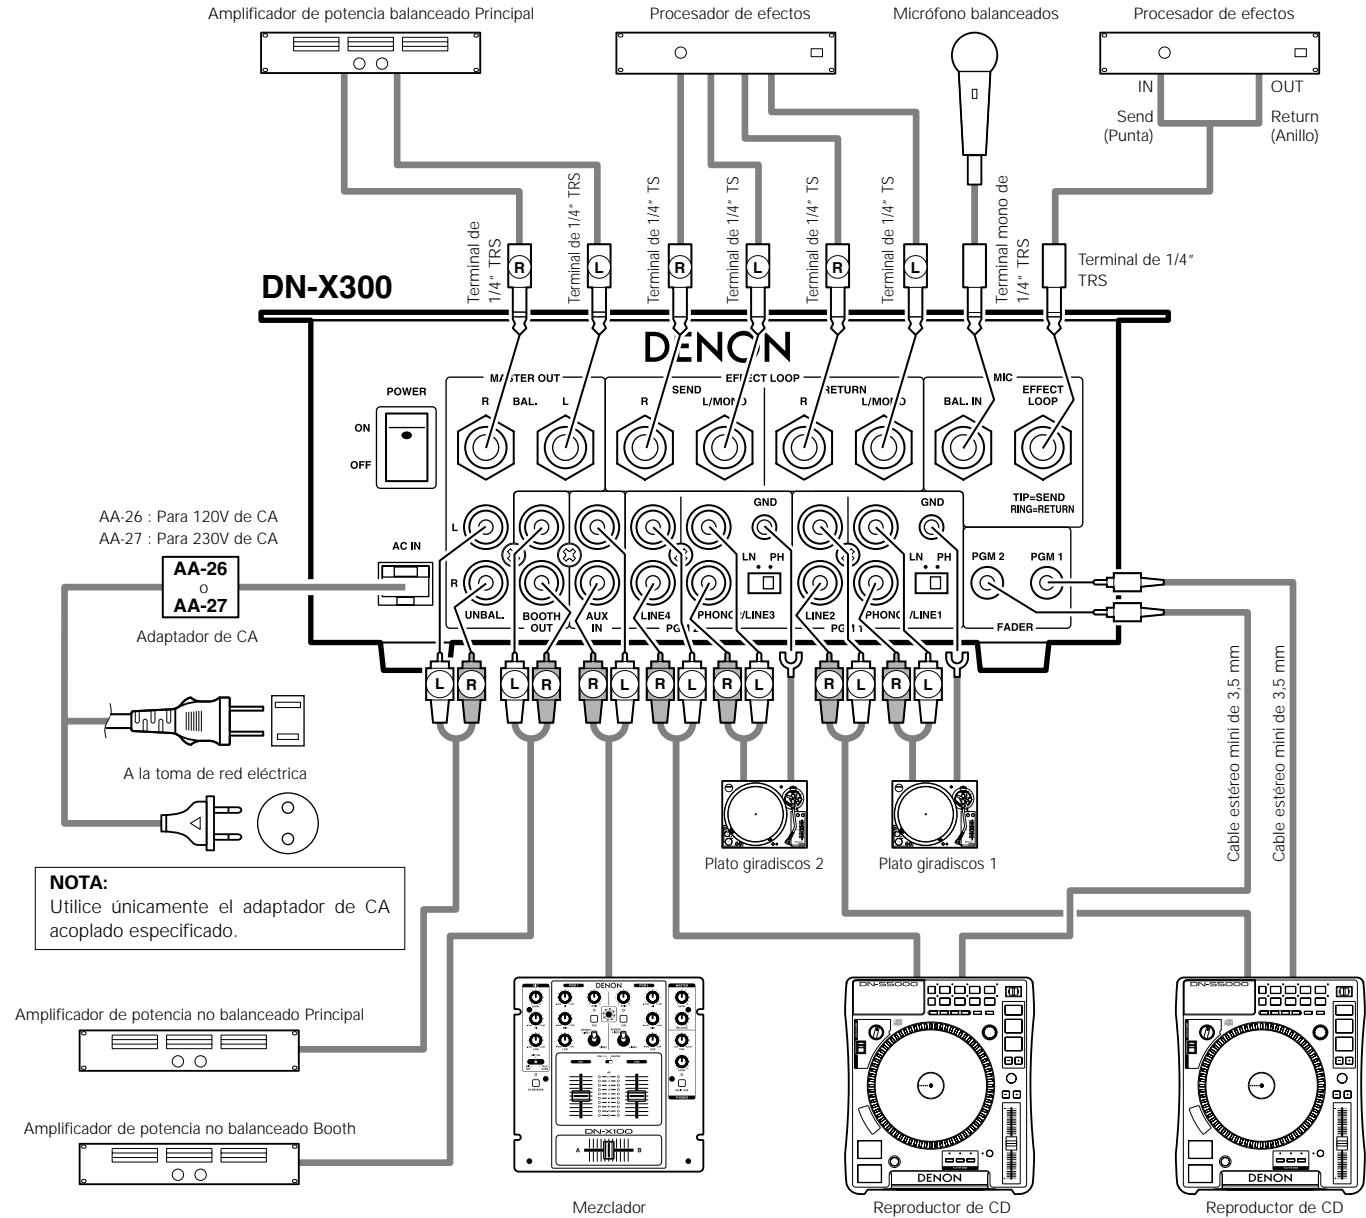 Amplificador de potencia balanceado Principal
Procesador de efectos
Micrófono balanceados
Procesador de efectos
IN
OUT
Send
(Punta)
Return
(Anillo)
Terminal de
1/4" TRS
Terminal de 1/4" TRS
Terminal de 1/4" TS
Terminal de 1/4" TS
Terminal de 1/4" TS
Terminal de 1/4" TS
Terminal mono de
1/4" TRS
Terminal de 1/4"
TRS
R
L
R
L
R
L
DN-X300
DENON
MASTER OUT
EFFECT LOOP
MIC
POWER
R
BAL.
L
SEND
R
L/MONO
RETURN
R
L/MONO
BAL. IN
EFFECT
LOOP
ON
OFF
TIP=SEND
RING=RETURN
GND
GND
AA-26 : Para 120V de CA
AA-27 : Para 230V de CA
AA-26
o
AA-27
Adaptador de CA
AC IN
L
R
LN PH
LN PH
PGM 2
PGM 1
UNBAL.
BOOTH
OUT
AUX
IN
LINE4
PHONO2/LINE3
PGM 2
LINE2
PHONO1/LINE1
PGM 1
FADER
L
R
L
R
R
L
R
L
R
L
R
L
R
L
Cable estéreo mini de 3,5 mm
Cable estéreo mini de 3,5 mm
A la toma de red eléctrica
Plato giradiscos 2
Plato giradiscos 1
NOTA:
Utilice únicamente el adaptador de CA
acoplado especificado.
Amplificador de potencia no balanceado Principal
Amplificador de potencia no balanceado Booth
DENON
DN-X100
A
B
Mezclador
DN-S5000
DENON
Reproductor de CD
DN-S5000
DENON
Reproductor de CD